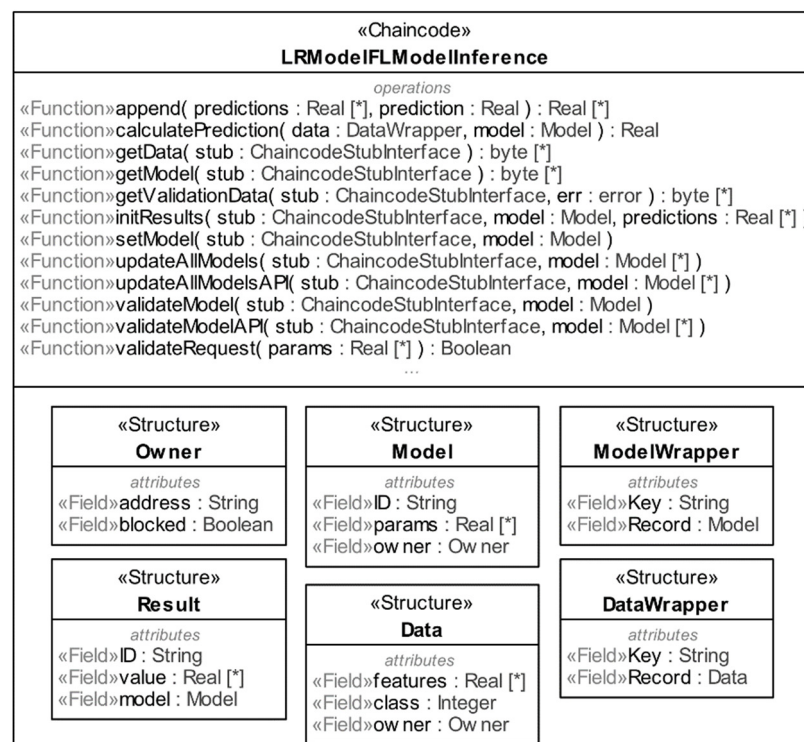 «Chaincode»
LRModelFLModelInference
operations
«Function»append( predictions : Real [*], prediction : Real ) : Real [*]
«Function»calculatePrediction( data : DataWrapper, model : Model ) : Real
«Function»getData( stub : ChaincodeStubInterface ) : byte [*]
«Function»getModel( stub : ChaincodeStubInterface ) : byte [*]
«Function»getValidationData( stub : ChaincodeStubInterface, err : error ) : byte [*]
«Function»initResults( stub : ChaincodeStubInterface, model : Model, predictions : Real [*] )
«Function»setModel( stub : ChaincodeStubInterface, model : Model )
«Function»updateAllModels( stub : ChaincodeStubInterface, model : Model [*] )
«Function»updateAllModelsAPI( stub : ChaincodeStubInterface, model : Model [*] )
«Function»validateModel( stub : ChaincodeStubInterface, model : Model )
«Function»validateModelAPI( stub : ChaincodeStubInterface, model : Model [*] )
«Function»validateRequest( params : Real [*] ) : Boolean
...
«Structure»
Owner
attributes
«Field»address : String
«Field»blocked : Boolean
«Structure»
Model
attributes
«Field»ID : String
«Field»params : Real [*]
«Field»owner : Owner
«Structure»
ModelWrapper
attributes
«Field»Key : String
«Field»Record : Model
«Structure»
Result
attributes
«Field»ID : String
«Field»value : Real [*]
«Field»model : Model
«Structure»
Data
attributes
«Field»features : Real [*]
«Field»class : Integer
«Field»owner : Owner
«Structure»
DataWrapper
attributes
«Field»Key : String
«Field»Record : Data